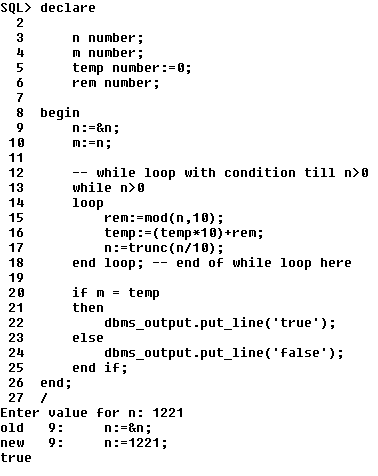 SQL> declare
  2
  3      n number;
  4      m number;
  5      temp number:=0;
  6      rem number;
  7
  8  begin
  9      n:=&n;
 10      m:=n;
 11
 12      -- while loop with condition till n>0
 13      while n>0
 14      loop
 15          rem:=mod(n,10);
 16          temp:=(temp*10)+rem;
 17          n:=trunc(n/10);
 18      end loop; -- end of while loop here
 19
 20      if m = temp
 21      then
 22          dbms_output.put_line('true');
 23      else
 24          dbms_output.put_line('false');
 25      end if;
 26  end;
 27  /
Enter value for n: 1221
old   9:     n:=&n;
new   9:     n:=1221;
true